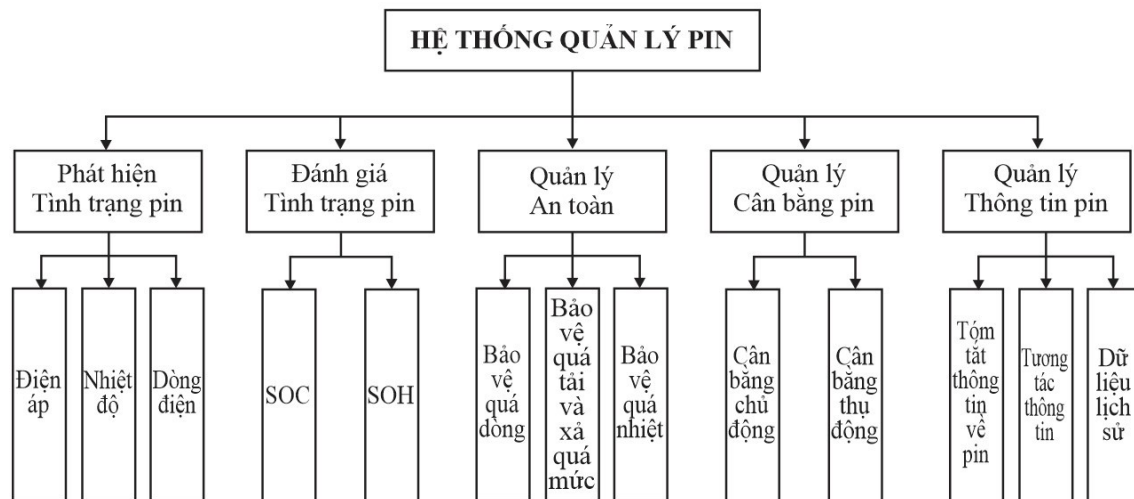 HỆ THỐNG QUẢN LÝ PIN
Phát hiện
Tình trạng pin
Đánh giá
Tình trạng pin
Quản lý
An toàn
Quản lý
Cân bằng pin
Quản lý
Thông tin pin
Điện
áp
Nhiệt
độ
Dòng
điện
SOC
SOH
Bảo
vệ
quá
dòng
Bảo
vệ
quá
tải
và
xả
quá
mức
Bảo
vệ
quá
nhiệt
Cân
bằng
chủ
động
Cân
bằng
thụ
động
Tóm
tắt
thông
tin
về
pin
Tương
tác
thông
tin
Dữ
liệu
lịch
sử